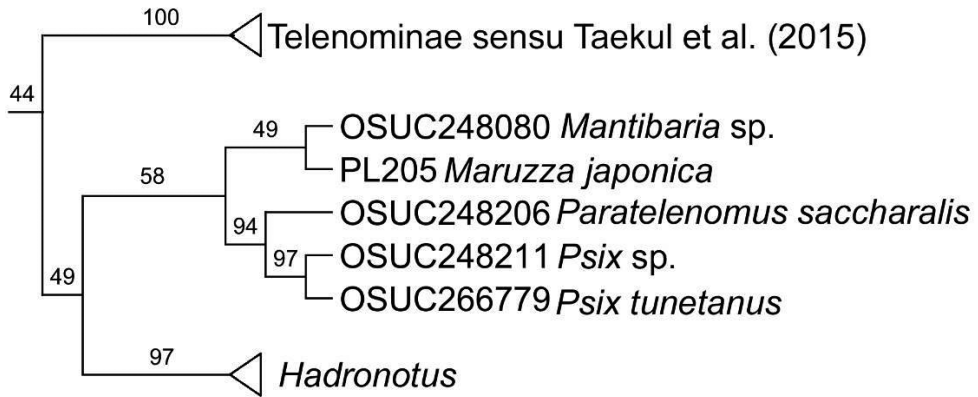 100
Telenominae sensu Taekul et al. (2015)
44
49
OSUC248080 Mantibaria sp.
PL205 Maruzza japonica
58
OSUC248206 Paratelenomus saccharalis
94
OSUC248211 Psix sp.
97
OSUC266779 Psix tunetanus
49
97
Hadronotus